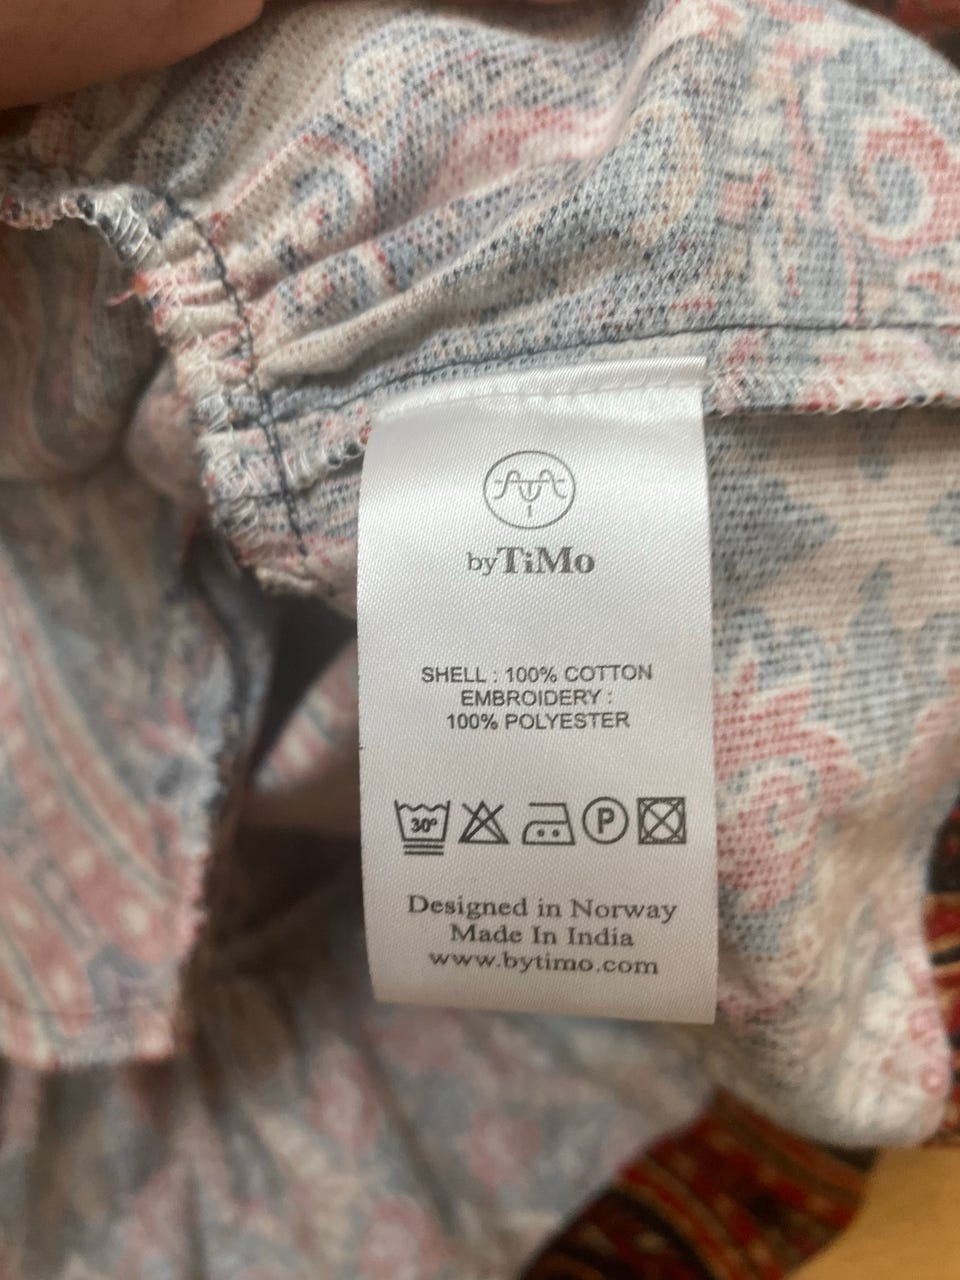 byTiMo
SHELL : 100% COTTON
EMBROIDERY :
100% POLYESTER
30°
P
Designed in Norway
Made In India
www.bytimo.com